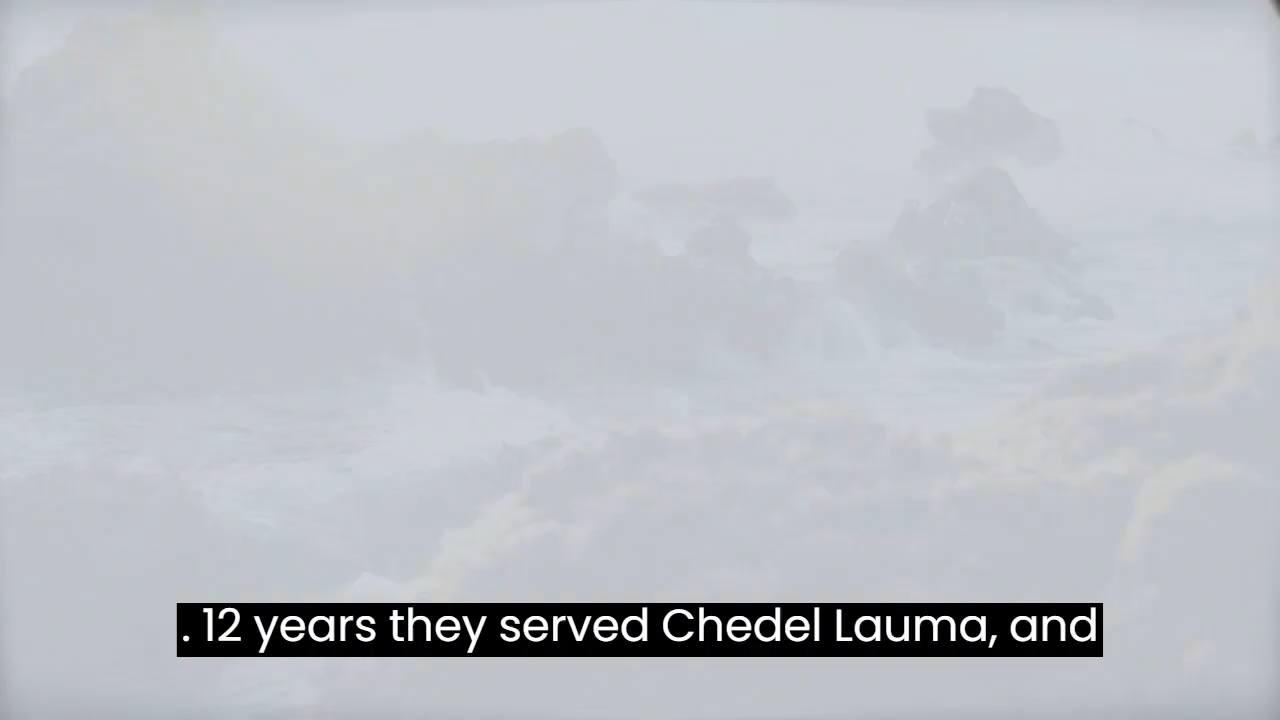 . 12 years they served Chedel Lauma, and